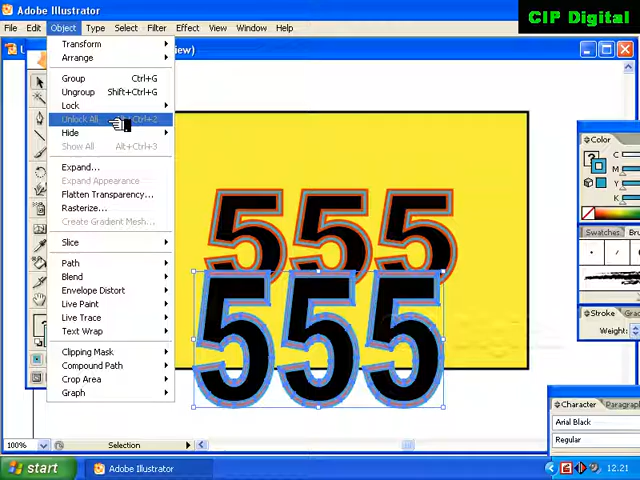 Adobe Illustrator
CIP Digital
File Edit Object Type Select Filter Effect View Window Help
Transform
Arrange
Group Ctrl+G
Ungroup Shift+Ctrl+G
Lock
Unlock All Ctrl+2
Hide
Show All Alt+Ctrl+3
Expand...
Expand Appearance
Flatten Transparency...
Rasterize...
Create Gradient Mesh...
Slice
Path
Blend
Envelope Distort
Live Paint
Live Trace
Text Wrap
Clipping Mask
Compound Path
Crop Area
Graph
555
555
Color
C
M
Y
K
Swatches
Stroke
Weight:
Character Paragraph
Arial Black
Regular
100% Selection
start Adobe Illustrator 12.21